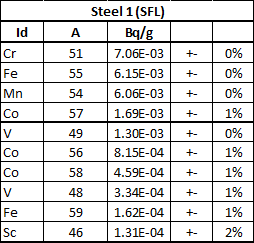 Steel 1 (SFL)
Id A Bq/g
Cr 51 7.06E-03 +- 0%
Fe 55 6.15E-03 +- 0%
Mn 54 6.06E-03 +- 0%
Co 57 1.69E-03 +- 1%
V 49 1.30E-03 +- 0%
Co 56 8.15E-04 +- 1%
Co 58 4.59E-04 +- 1%
V 48 3.34E-04 +- 1%
Fe 59 1.62E-04 +- 1%
Sc 46 1.31E-04 +- 2%